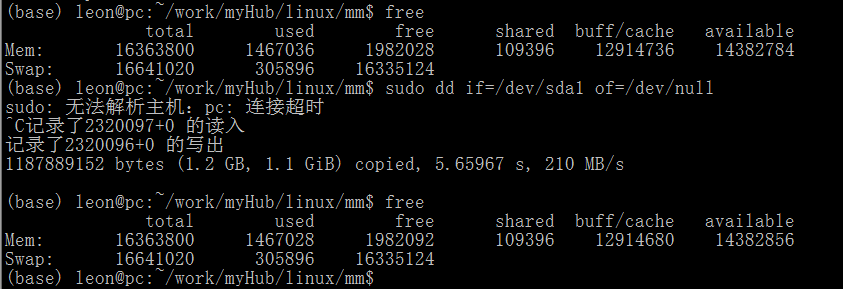 (base) leon@pc:~/work/myHub/linux/mm$ free
total used free shared buff/cache available
Mem: 16363800 1467036 1982028 109396 12914736 14382784
Swap: 16641020 305896 16335124
(base) leon@pc:~/work/myHub/linux/mm$ sudo dd if=/dev/sda1 of=/dev/null
sudo: 无法解析主机：pc: 连接超时
^C记录了2320097+0 的读入
记录了2320096+0 的写出
1187889152 bytes (1.2 GB, 1.1 GiB) copied, 5.65967 s, 210 MB/s
(base) leon@pc:~/work/myHub/linux/mm$ free
total used free shared buff/cache available
Mem: 16363800 1467028 1982092 109396 12914680 14382856
Swap: 16641020 305896 16335124
(base) leon@pc:~/work/myHub/linux/mm$